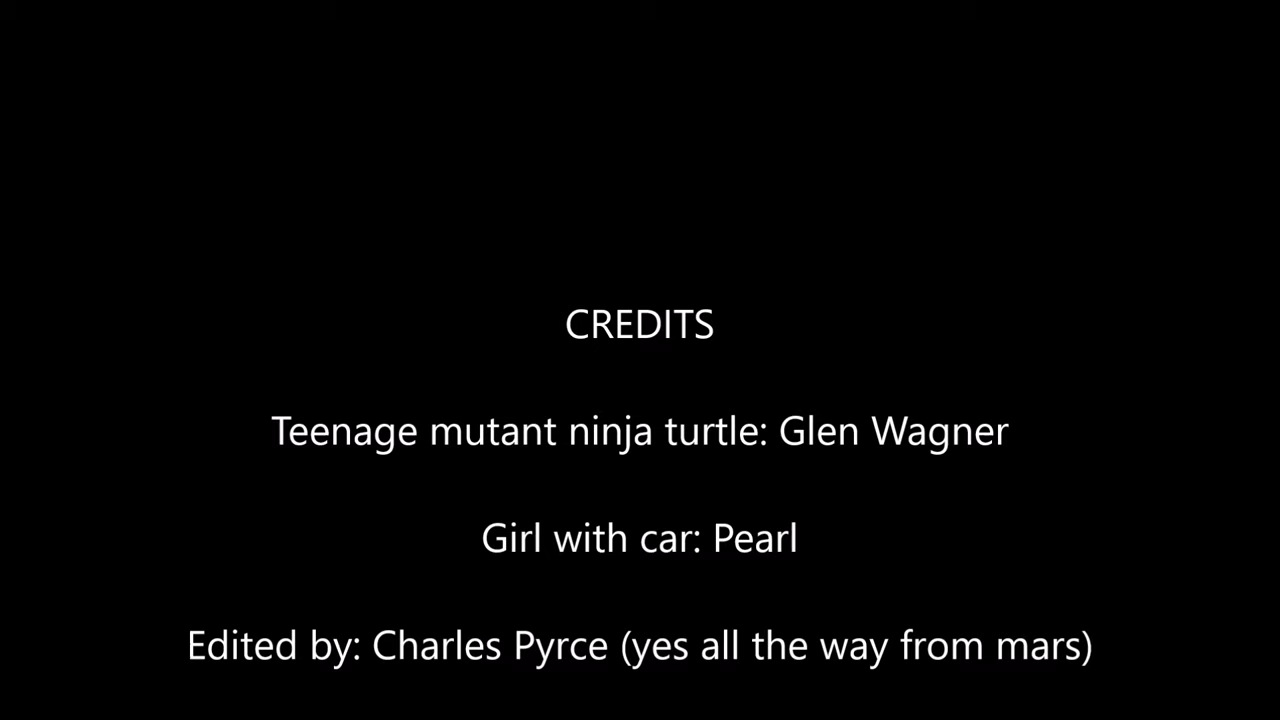 CREDITS
Teenage mutant ninja turtle: Glen Wagner
Girl with car: Pearl
Edited by: Charles Pyrce (yes all the way from mars)